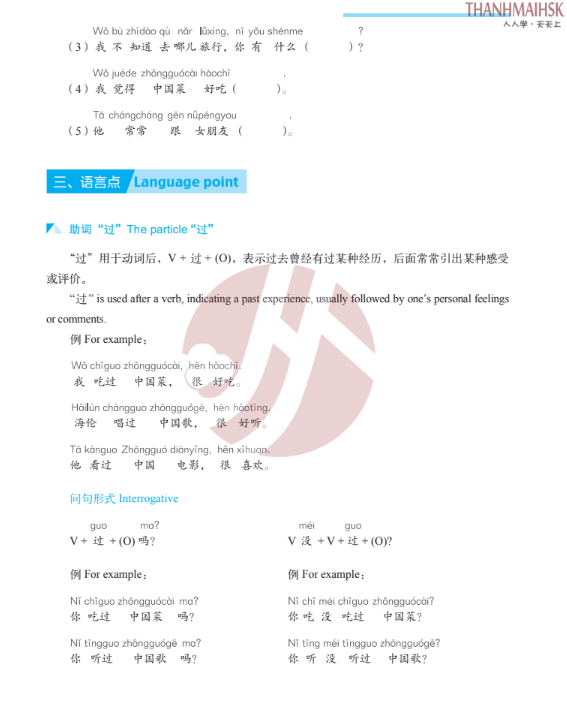 THANHMAIHSK
人人学、天天上
Wǒ bù zhīdào qù nǎr lǚxíng, nǐ yǒu shénme ?
（3）我 不 知道 去 哪儿 旅行，你 有 什么（ ）？
Wǒ juéde zhōngguócài hàochī .
（4）我 觉得 中国菜 好吃（ ）。
Tā chángcháng gēn nǚpéngyou .
（5）他 常常 跟 女朋友（ ）。
三、语言点 Language point
助词“过”The particle “过”
“过”用于动词后，V + 过 + (O)，表示过去曾经有过某种经历，后面常常引出某种感受
或评价。
“过” is used after a verb, indicating a past experience, usually followed by one's personal feelings
or comments.
例 For example：
Wǒ chīguo zhōngguócài, hěn hǎochī.
我 吃过 中国菜， 很 好吃。
Hǎilún chàngguo zhōngguógē, hěn hǎotīng.
海伦 唱过 中国歌， 很 好听。
Tā kànguo Zhōngguó diànyǐng, hěn xǐhuan.
他 看过 中国 电影，很 喜欢。
问句形式 Interrogative
guo ma?
V + 过 + (O) 吗？
méi guo
V 没 + V + 过 + (O)?
例 For example：
例 For example：
Nǐ chīguo zhōngguócài ma?
你 吃过 中国菜 吗？
Nǐ chī méi chīguo zhōngguócài?
你 吃 没 吃过 中国菜？
Nǐ tīngguo zhōngguógē ma?
你 听过 中国歌 吗？
Nǐ tīng méi tīngguo zhōngguógē?
你 听 没 听过 中国歌？